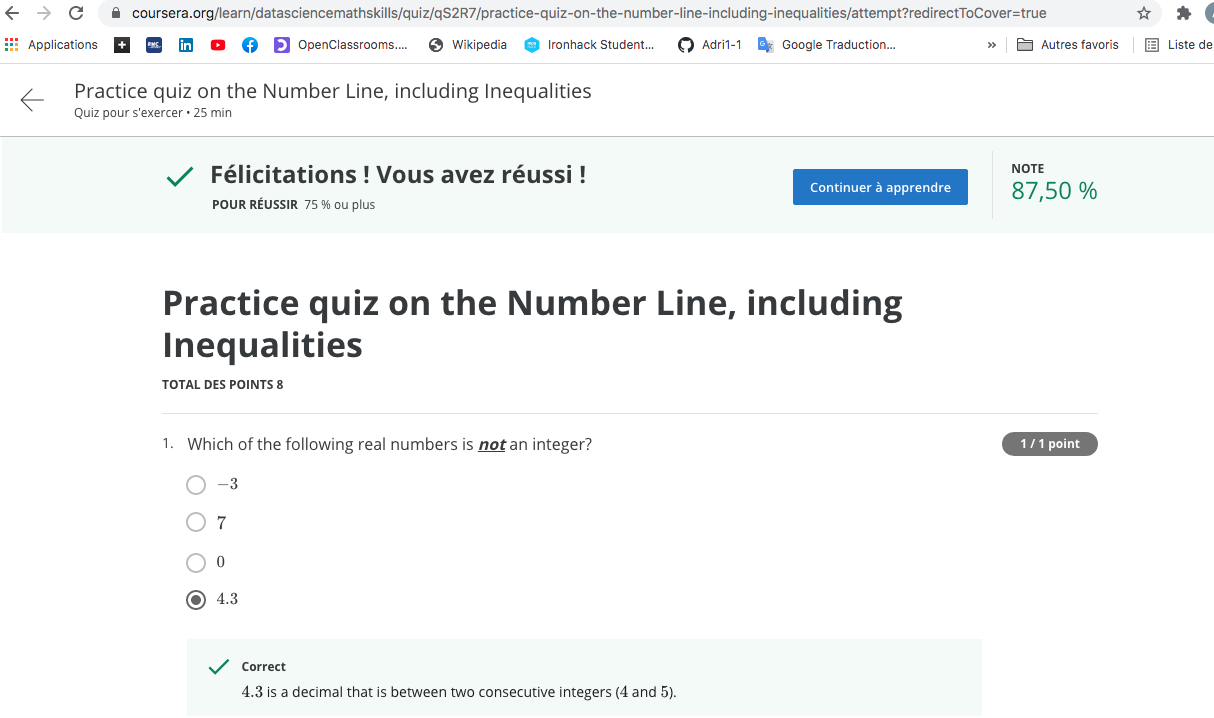 coursera.org/learn/datasciencemathskills/quiz/qS2R7/practice-quiz-on-the-number-line-including-inequalities/attempt?redirectToCover=true
Applications OpenClassrooms.... Wikipedia Ironhack Student... Adri1-1 Google Traduction... » Autres favoris Liste de
Practice quiz on the Number Line, including Inequalities
Quiz pour s'exercer • 25 min
Félicitations ! Vous avez réussi !
POUR RÉUSSIR 75 % ou plus
Continuer à apprendre
NOTE
87,50 %
Practice quiz on the Number Line, including
Inequalities
TOTAL DES POINTS 8
1. Which of the following real numbers is not an integer?
1 / 1 point
−3
7
0
4.3
Correct
4.3 is a decimal that is between two consecutive integers (4 and 5).